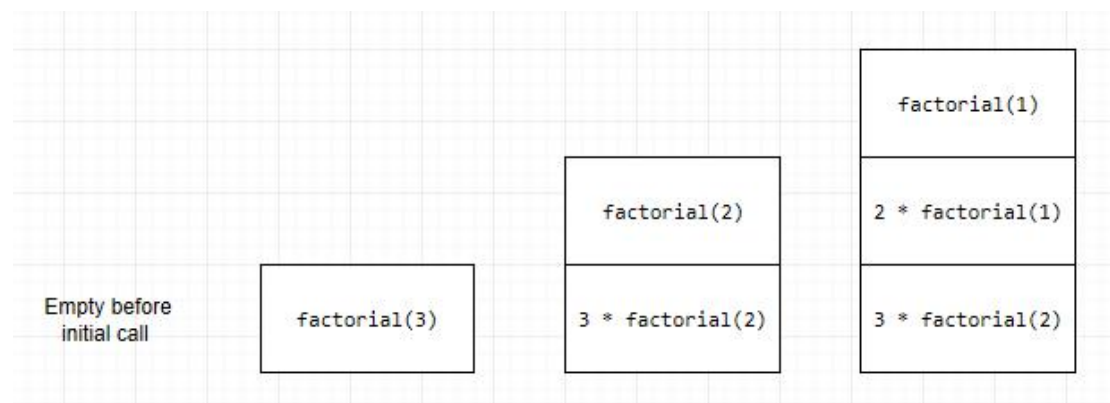 factorial(1)
factorial(2)
2 * factorial(1)
Empty before
initial call
factorial(3)
3 * factorial(2)
3 * factorial(2)